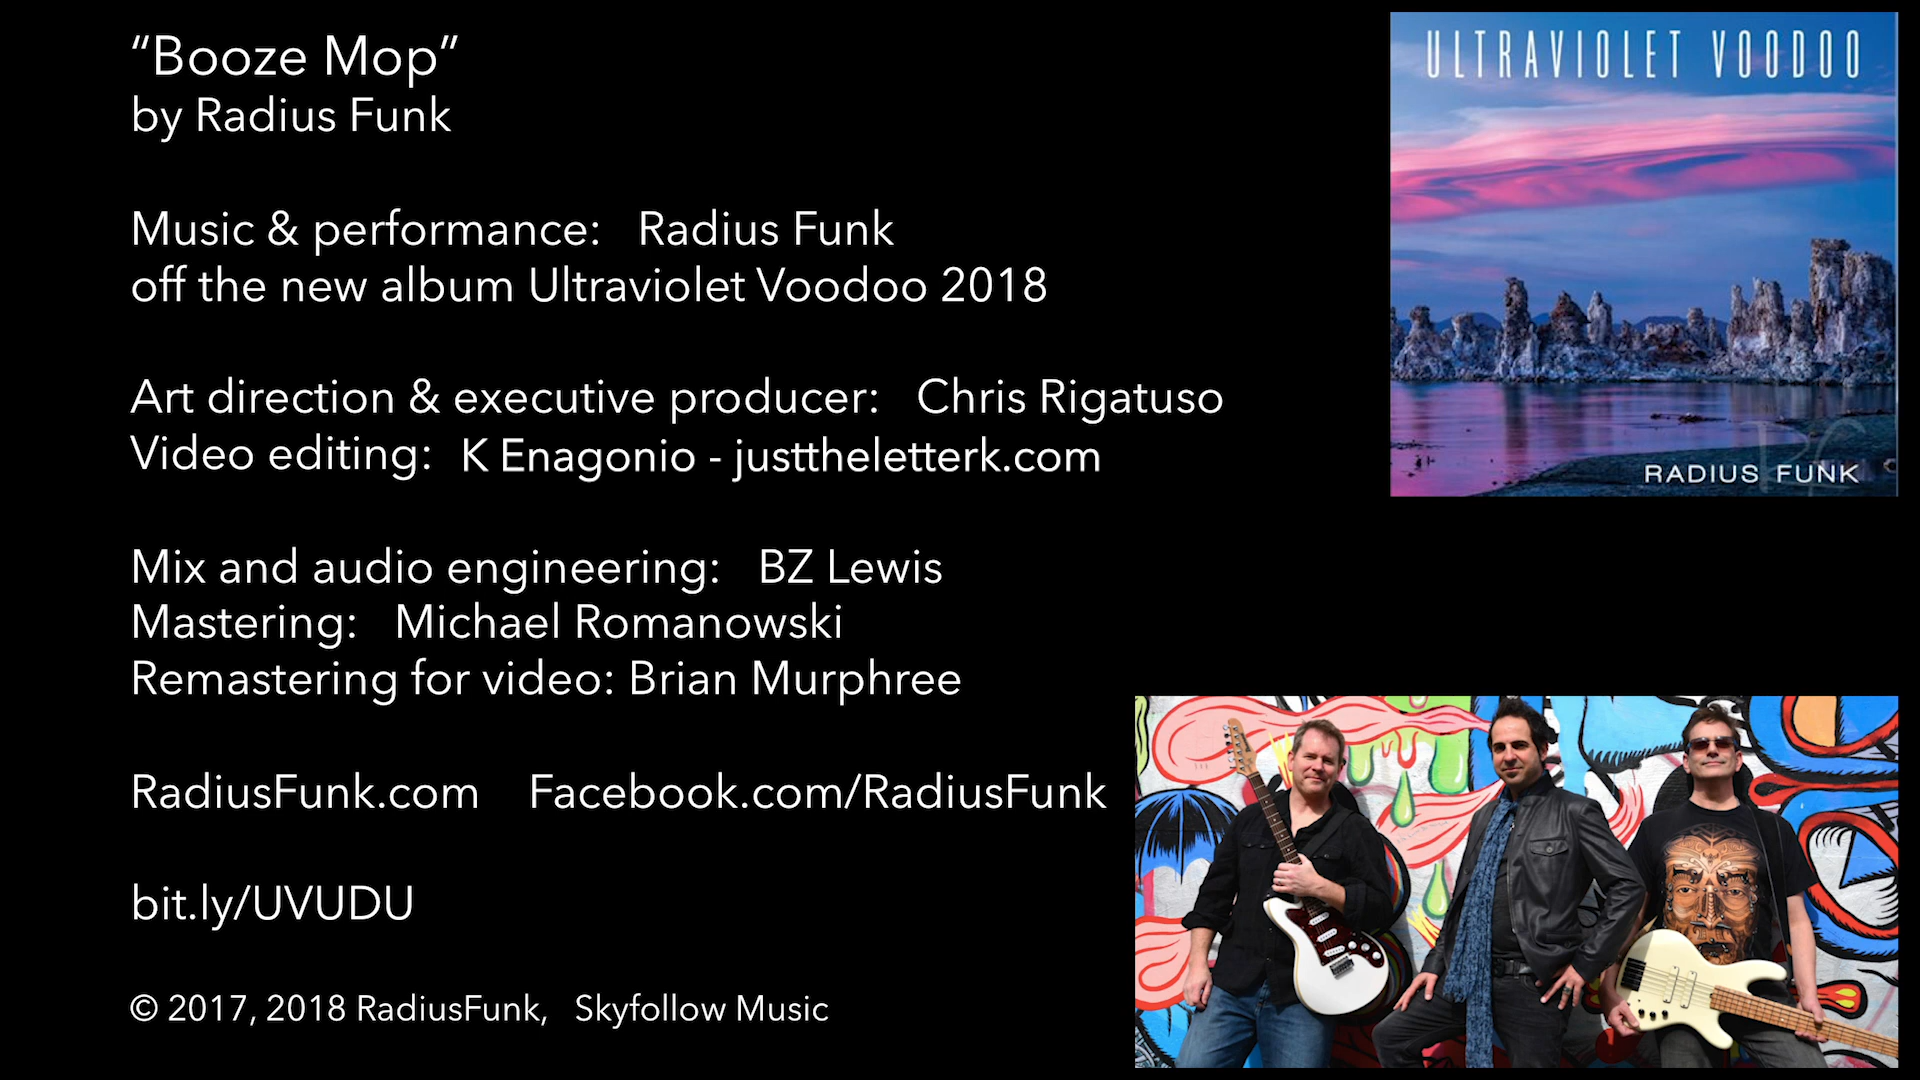 “Booze Mop”
by Radius Funk
Music & performance: Radius Funk
off the new album Ultraviolet Voodoo 2018
Art direction & executive producer: Chris Rigatuso
Video editing: K Enagonio - justtheletterk.com
Mix and audio engineering: BZ Lewis
Mastering: Michael Romanowski
Remastering for video: Brian Murphree
RadiusFunk.com Facebook.com/RadiusFunk
bit.ly/UVUDU
© 2017, 2018 RadiusFunk, Skyfollow Music
ULTRAVIOLET VOODOO
RADIUS FUNK